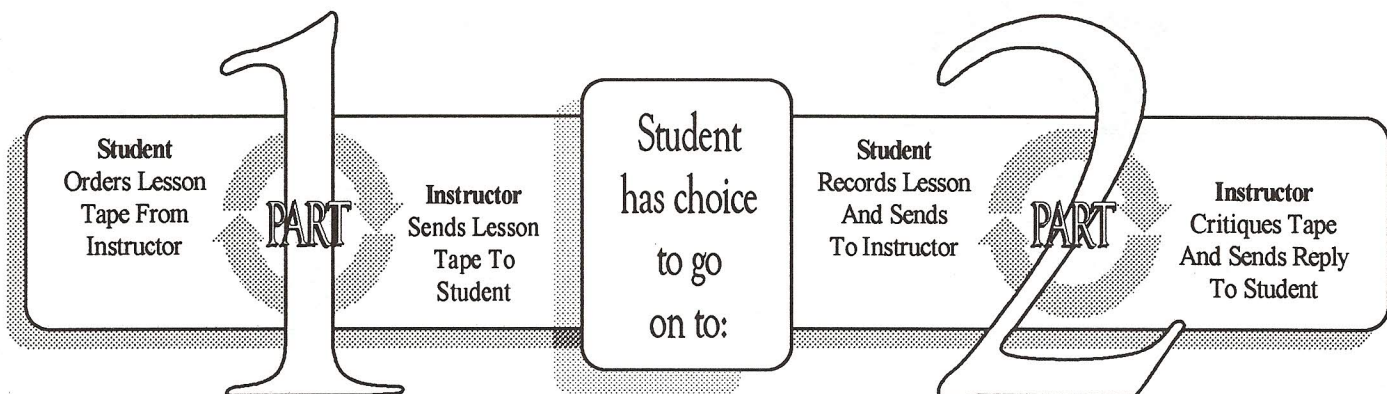 1
PART
Student
Orders Lesson
Tape From
Instructor
Instructor
Sends Lesson
Tape To
Student
Student
has choice
to go
on to:
2
PART
Student
Records Lesson
And Sends
To Instructor
Instructor
Critiques Tape
And Sends Reply
To Student